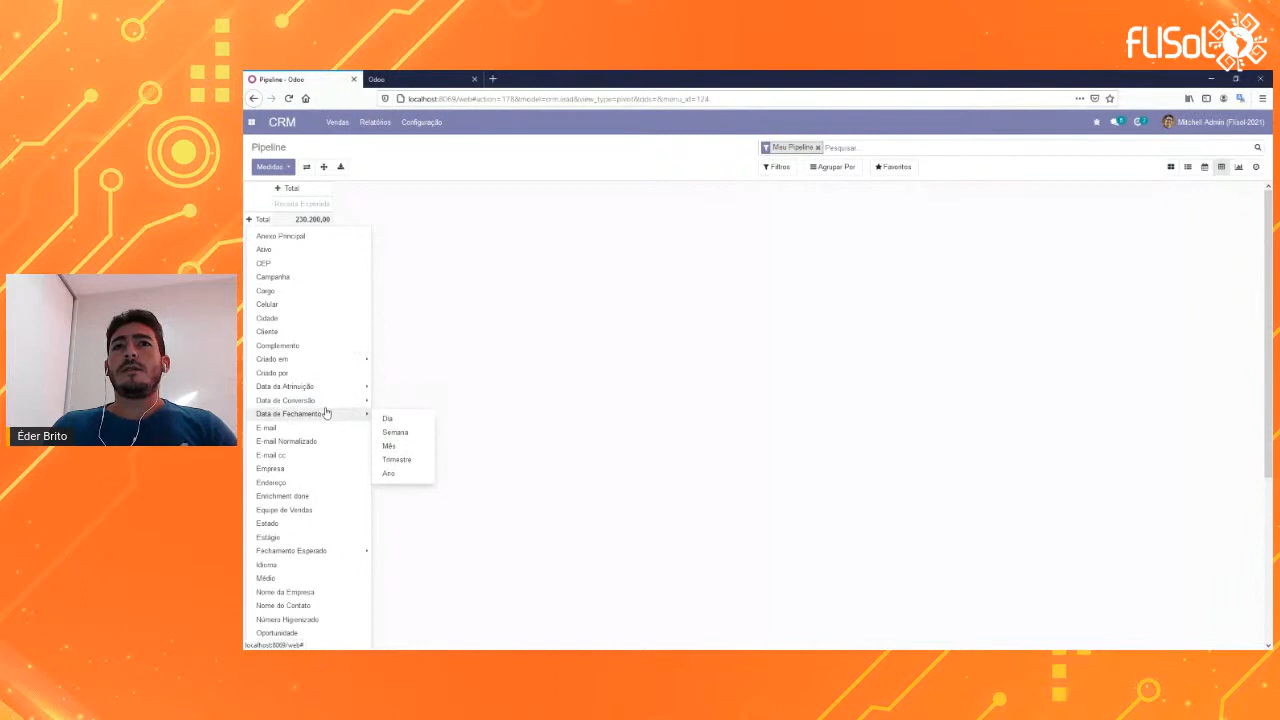 FLISoL
Pipeline - Odoo
Odoo
localhost:8069/web#action=178&model=crm.lead&view_type=pivot&cids=&menu_id=124
CRM
Vendas
Relatórios
Configuração
Mitchell Admin (Flisol-2021)
Pipeline
Meu Pipeline
Pesquisar...
Medidas
Filtros
Agrupar Por
Favoritos
Total
Receita Esperada
Total
230.200,00
Anexo Principal
Ativo
CEP
Campanha
Cargo
Celular
Cidade
Cliente
Complemento
Criado em
Criado por
Data da Atrinuição
Data de Conversão
Data de Fechamento
Dia
Semana
Mês
Trimestre
Ano
E-mail
E-mail Normalizado
E-mail cc
Empresa
Endereço
Enrichment done
Equipe de Vendas
Estado
Estágio
Fechamento Esperado
Idioma
Médio
Nome da Empresa
Nome do Contato
Número Higienizado
Oportunidade
localhost:8069/web#
Éder Brito